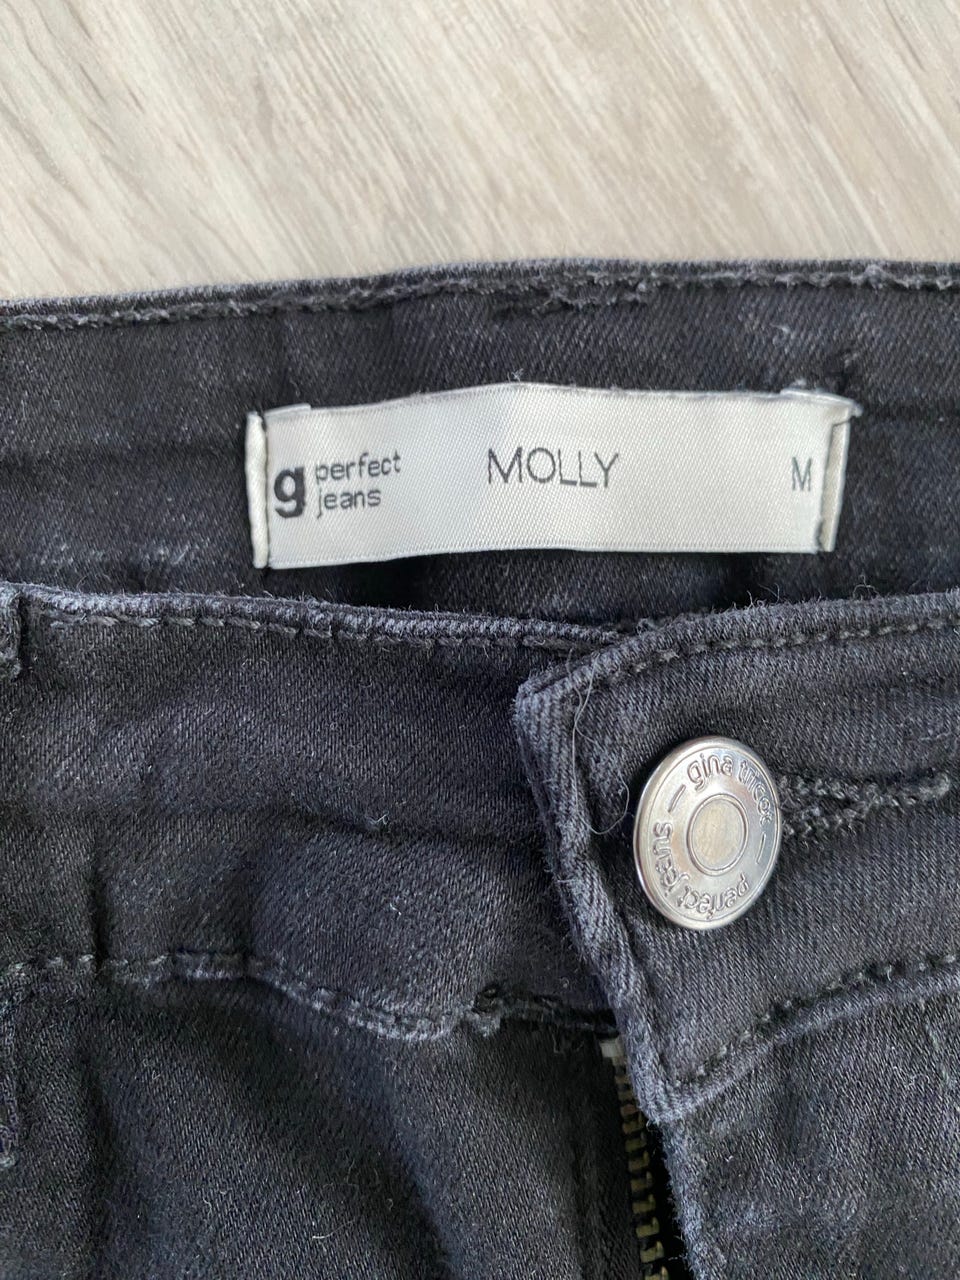 g perfect
jeans
MOLLY
M
gina tricot
perfect jeans